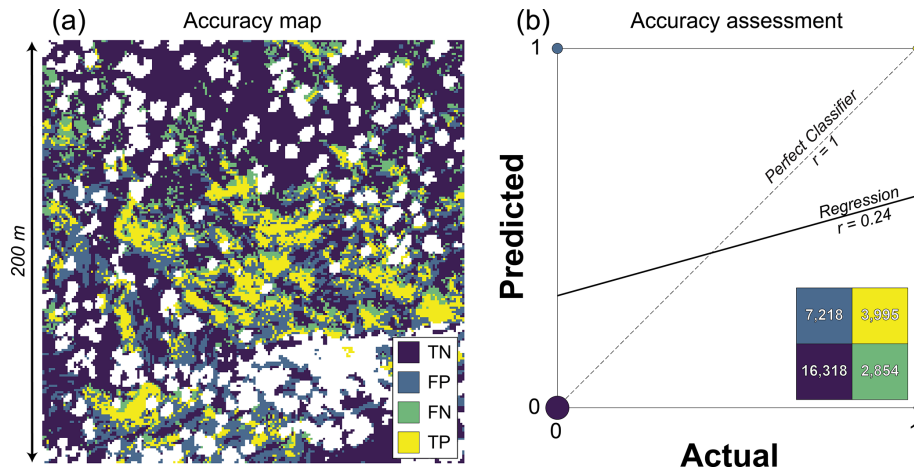 (a)
Accuracy map
200 m
TN
FP
FN
TP
(b)
Accuracy assessment
1
Perfect Classifier
r = 1
Regression
r = 0.24
Predicted
7,218
3,995
16,318
2,854
0
0
1
Actual